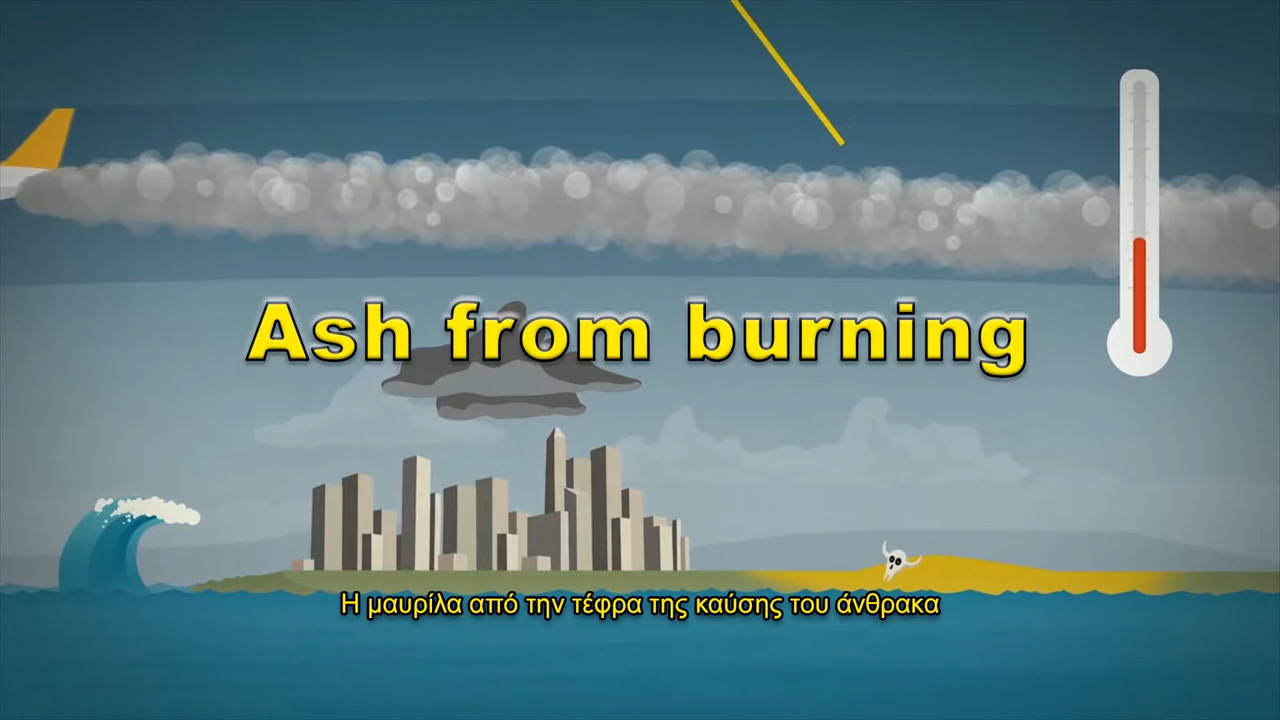 Ash from burning
Η μαυρίλα από την τέφρα της καύσης του άνθρακα